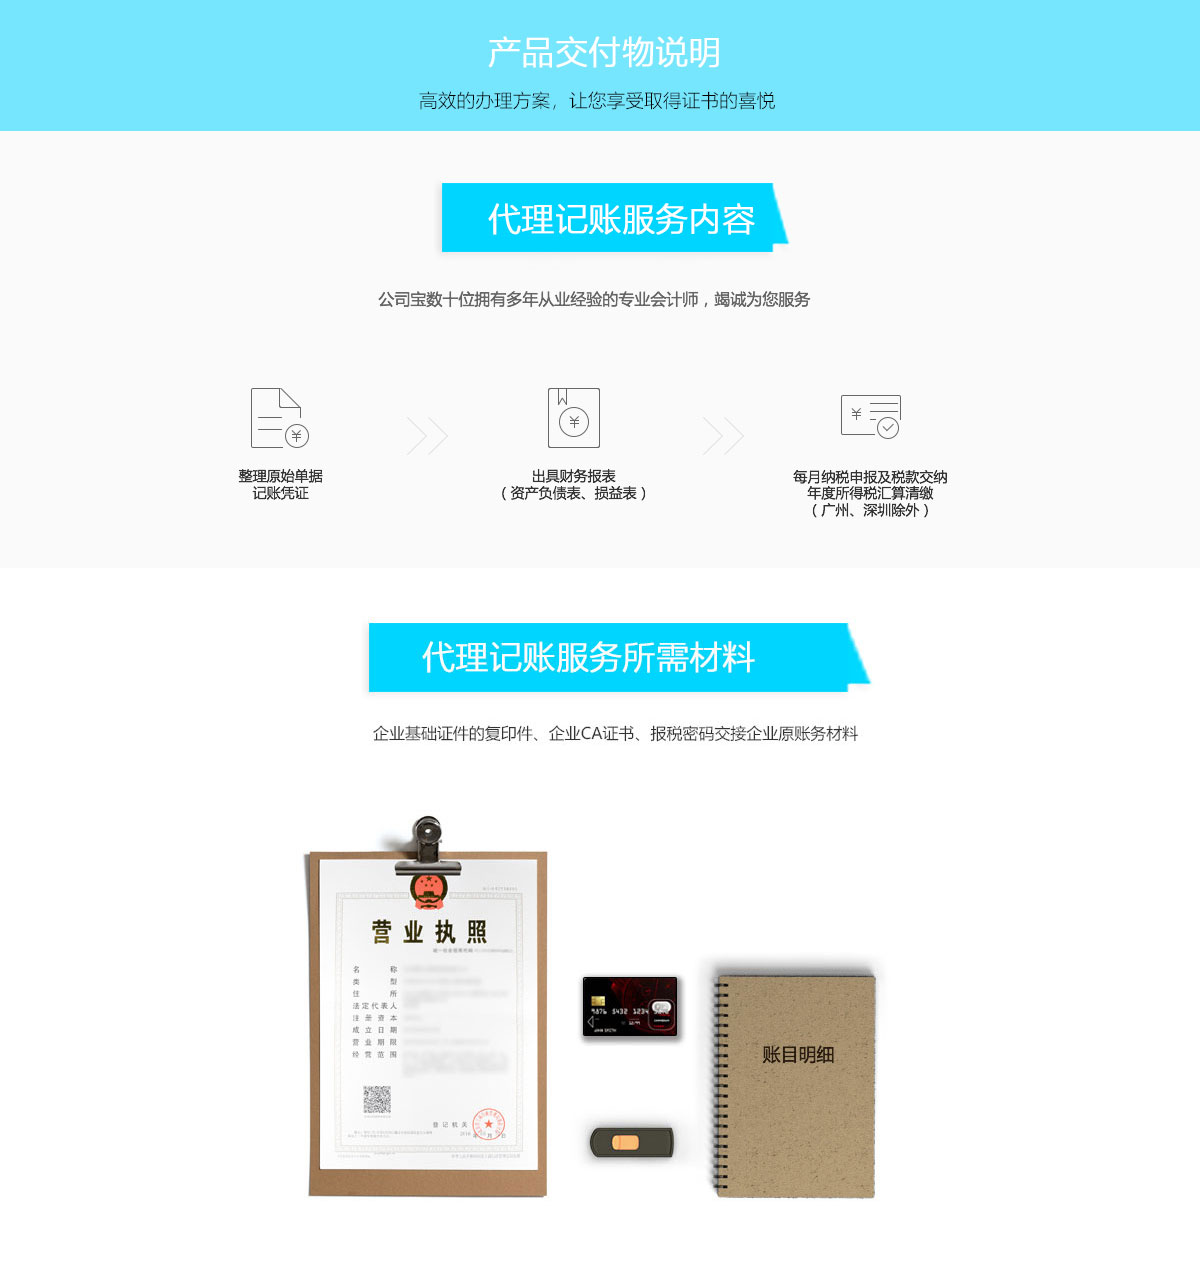 产品交付物说明
高效的办理方案，让您享受取得证书的喜悦
代理记账服务内容
公司宝数十位拥有多年从业经验的专业会计师，竭诚为您服务
整理原始单据
记账凭证
出具财务报表
（资产负债表、损益表）
每月纳税申报及税款交纳
年度所得税汇算清缴
（广州、深圳除外）
代理记账服务所需材料
企业基础证件的复印件、企业CA证书、报税密码交接企业原账务材料
营业执照
名称
类型
住所
法定代表人
注册资本
成立日期
营业期限
经营范围
登记机关
9876 5432 1234
账目明细